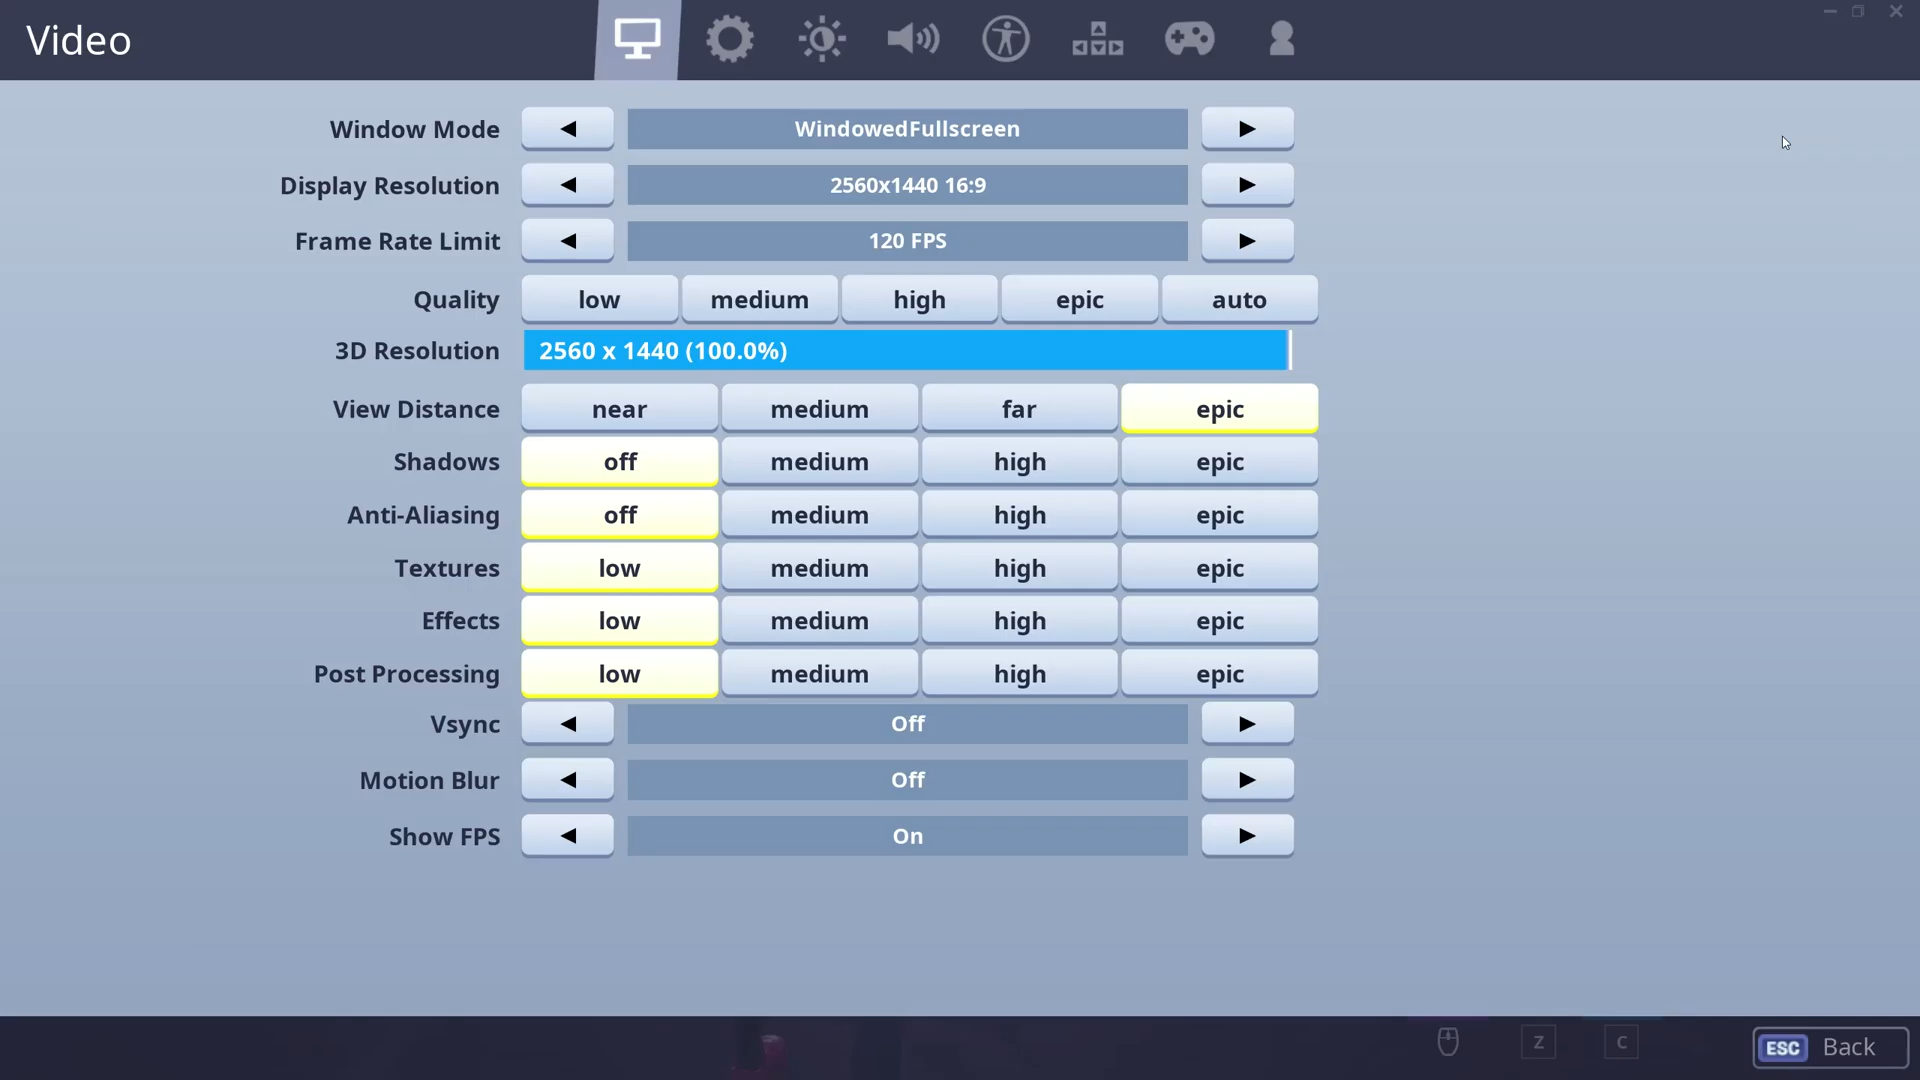 Video
Window Mode ◀ WindowedFullscreen ▶
Display Resolution ◀ 2560x1440 16:9 ▶
Frame Rate Limit ◀ 120 FPS ▶
Quality low medium high epic auto
3D Resolution 2560 x 1440 (100.0%)
View Distance near medium far epic
Shadows off medium high epic
Anti-Aliasing off medium high epic
Textures low medium high epic
Effects low medium high epic
Post Processing low medium high epic
Vsync ◀ Off ▶
Motion Blur ◀ Off ▶
Show FPS ◀ On ▶
Z C ESC Back